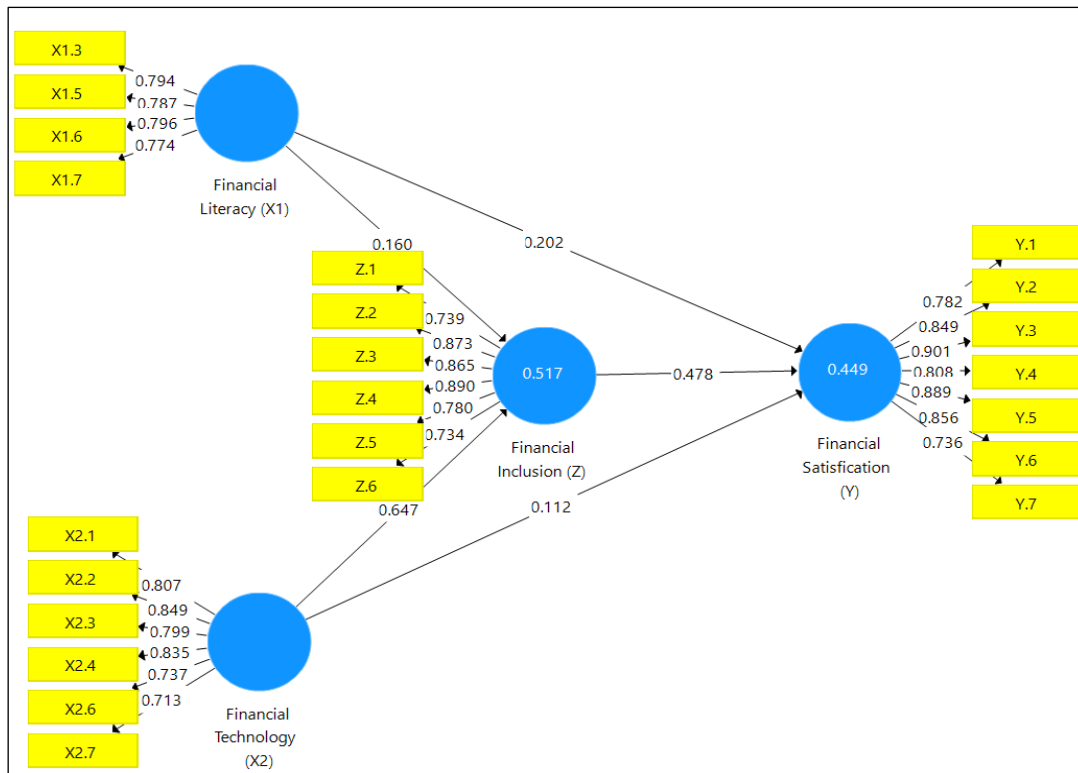 X1.3
0.794
X1.5
0.787
X1.6
0.796
X1.7
0.774
Financial
Literacy (X1)
0.160
0.202
Z.1
0.739
Z.2
0.873
Z.3
0.865
Z.4
0.890
Z.5
0.780
Z.6
0.734
0.517
Financial
Inclusion (Z)
0.478
0.449
Financial
Satisfication
(Y)
Y.1
0.782
Y.2
0.849
Y.3
0.901
Y.4
0.808
0.889
Y.5
0.856
Y.6
0.736
Y.7
0.647
0.112
X2.1
0.807
X2.2
0.849
X2.3
0.799
X2.4
0.835
X2.6
0.737
X2.7
0.713
Financial
Technology
(X2)